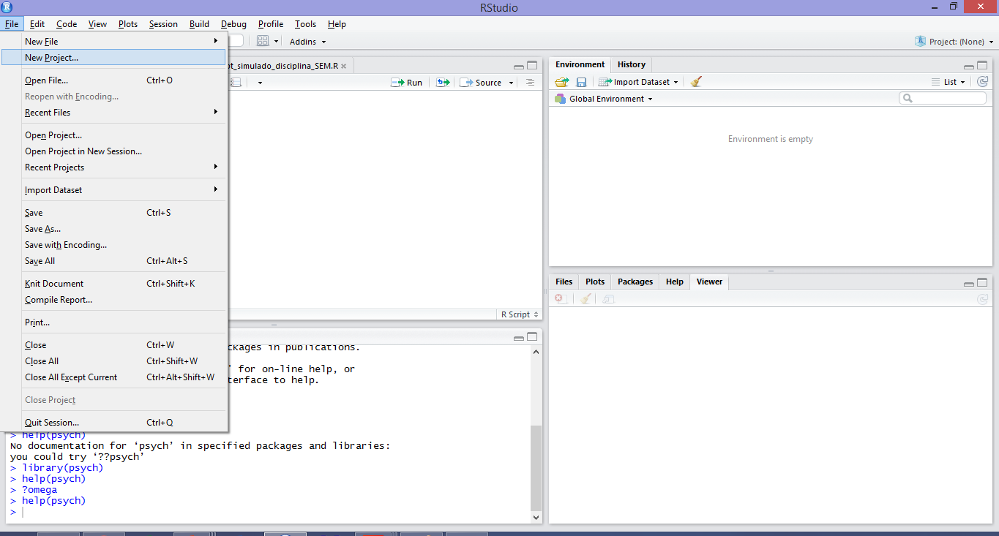 RStudio
File Edit Code View Plots Session Build Debug Profile Tools Help
Addins
Project: (None)
New File
New Project...
Open File... Ctrl+O
Reopen with Encoding...
Recent Files
Open Project...
Open Project in New Session...
Recent Projects
Import Dataset
Save Ctrl+S
Save As...
Save with Encoding...
Save All Ctrl+Alt+S
Knit Document Ctrl+Shift+K
Compile Report...
Print...
Close Ctrl+W
Close All Ctrl+Shift+W
Close All Except Current Ctrl+Alt+Shift+W
Close Project
Quit Session... Ctrl+Q
pt_simulado_disciplina_SEM.R
Run Source
R Script
ckages in publications.
' for on-line help, or
terface to help.
> help(psych)
No documentation for ‘psych’ in specified packages and libraries:
you could try ‘??psych’
> library(psych)
> help(psych)
> ?omega
> help(psych)
>
Environment History
Import Dataset List
Global Environment
Environment is empty
Files Plots Packages Help Viewer